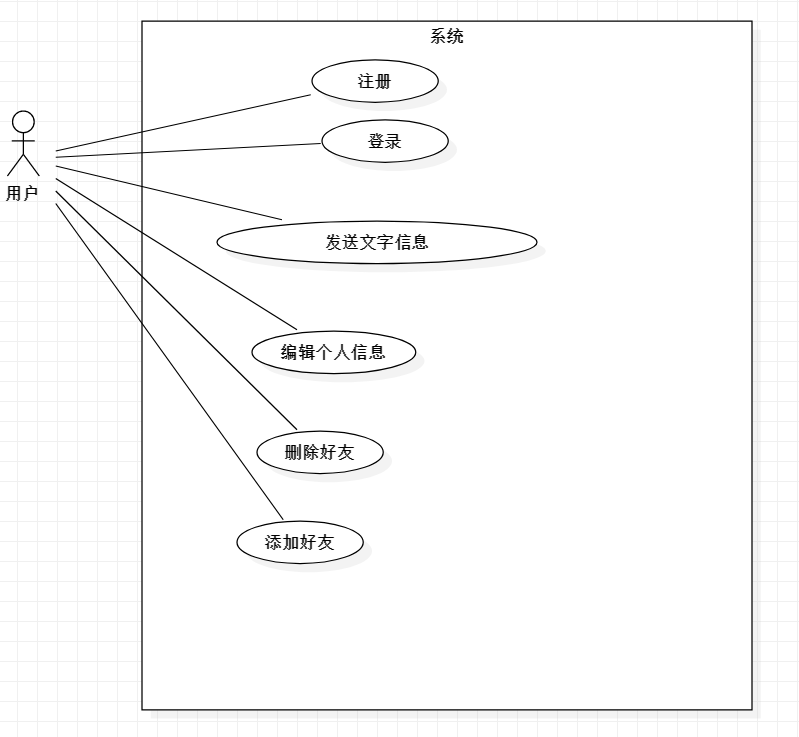 系统
注册
登录
用户
发送文字信息
编辑个人信息
删除好友
添加好友